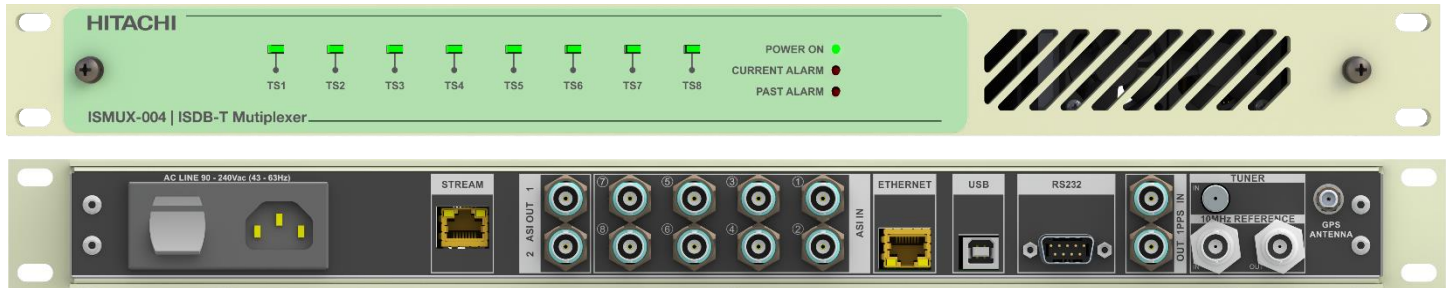 HITACHI
TS1 TS2 TS3 TS4 TS5 TS6 TS7 TS8
POWER ON
CURRENT ALARM
PAST ALARM
ISMUX-004 | ISDB-T Mutiplexer
AC LINE 90 - 240Vac (43 - 63Hz)
STREAM
2 ASI OUT 1
7 5 3 1
8 6 4 2
ASI IN
ETHERNET
USB
RS232
OUT 1PPS IN
TUNER
IN
10MHz REFERENCE
IN OUT
GPS
ANTENNA